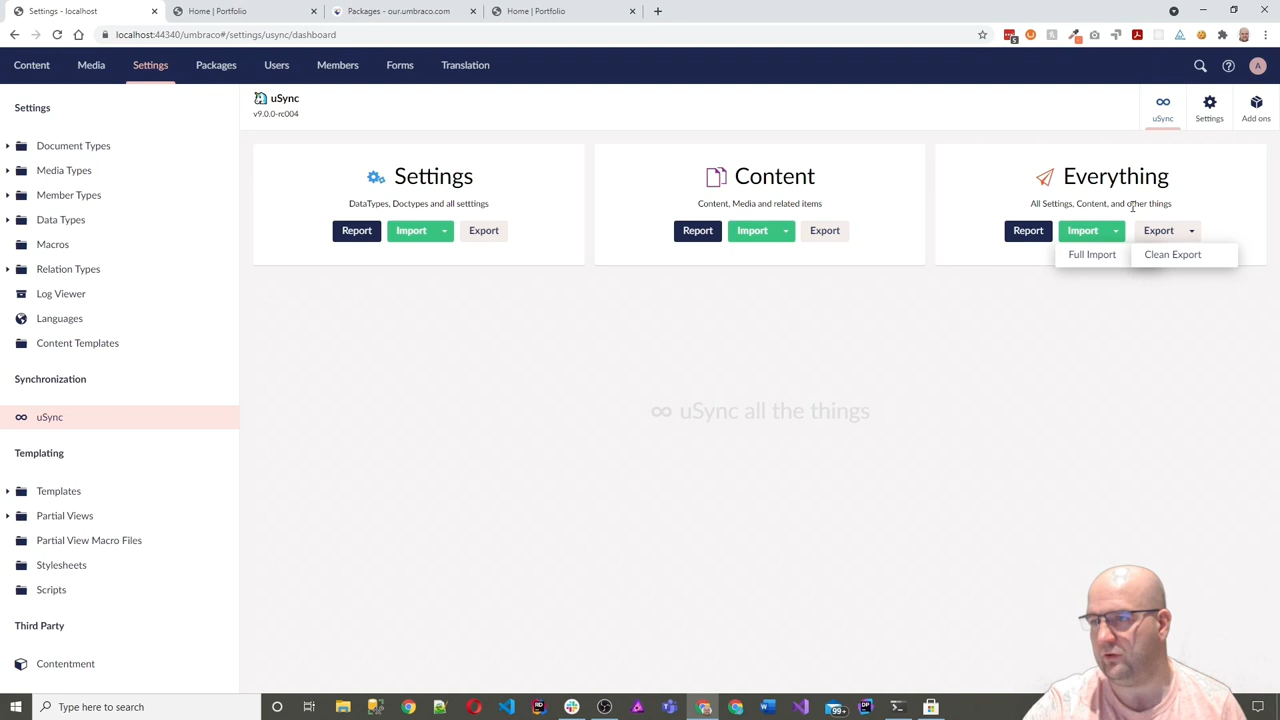 Settings - localhost
Home | Portfolio
Packages - our.umbraco.com
Home | Portfolio
localhost:44340/umbraco#/settings/usync/dashboard
5
Content
Media
Settings
Packages
Users
Members
Forms
Translation
A
Settings
Document Types
Media Types
Member Types
Data Types
Macros
Relation Types
Log Viewer
Languages
Content Templates
Synchronization
uSync
Templating
Templates
Partial Views
Partial View Macro Files
Stylesheets
Scripts
Third Party
Contentment
uSync
v9.0.0-rc004
uSync
Settings
Add ons
Settings
DataTypes, Doctypes and all setttings
Report
Import
Export
Content
Content, Media and related items
Report
Import
Export
Everything
All Settings, Content, and other things
Report
Import
Export
Full Import
Clean Export
uSync all the things
Type here to search
RD
99+
DP